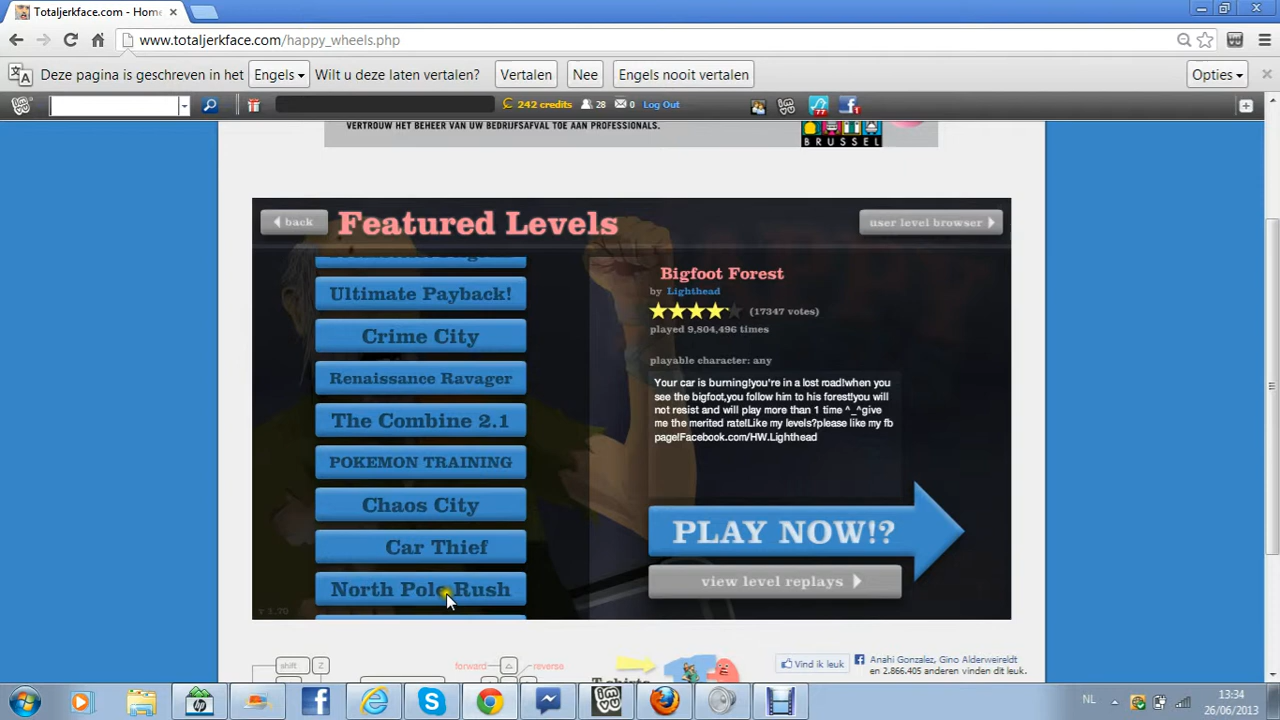 Totaljerkface.com - Home
www.totaljerkface.com/happy_wheels.php
Deze pagina is geschreven in het Engels Wilt u deze laten vertalen? Vertalen Nee Engels nooit vertalen Opties
242 credits 28 0 Log Out 77 1
VERTROUW HET BEHEER VAN UW BEDRIJFSAFVAL TOE AAN PROFESSIONALS.
BRUSSEL
back Featured Levels user level browser
Ultimate Payback!
Crime City
Renaissance Ravager
The Combine 2.1
POKEMON TRAINING
Chaos City
Car Thief
North Pole Rush
Bigfoot Forest
by Lighthead
(17347 votes)
played 9,804,496 times
playable character: any
Your car is burning!you're in a lost road!when you
see the bigfoot,you follow him to his forest!you will
not resist and will play more than 1 time ^_^give
me the merited rate!Like my levels?please like my fb
page!Facebook.com/HW.Lighthead
PLAY NOW!?
view level replays
v 1.70
shift Z forward reverse
Vind ik leuk
Anahi Gonzalez, Gino Alderweireldt
en 2.866.405 anderen vinden dit leuk.
hp
NL
13:34
26/06/2013